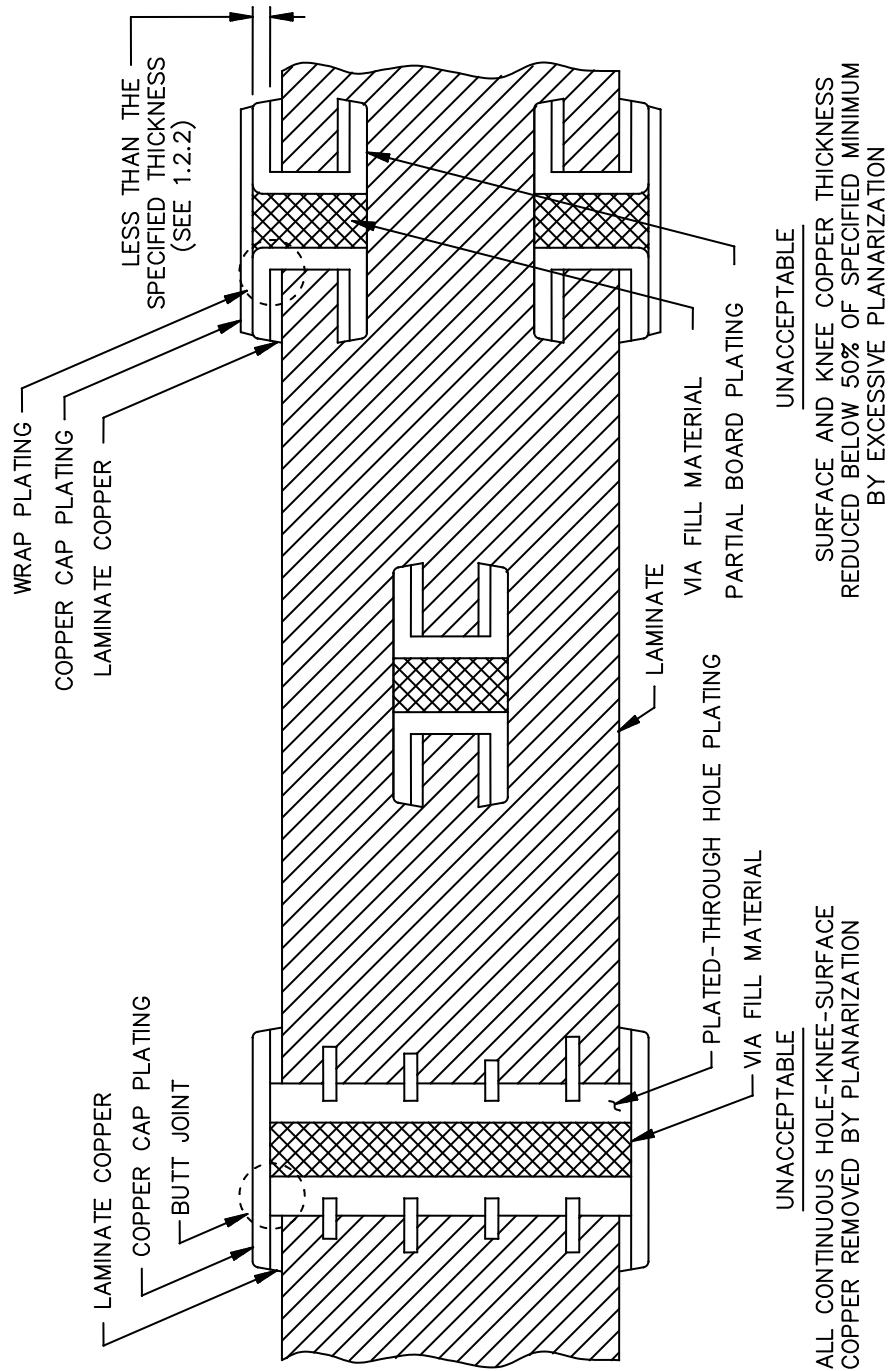 LAMINATE COPPER
COPPER CAP PLATING
BUTT JOINT
WRAP PLATING
COPPER CAP PLATING
LAMINATE COPPER
LESS THAN THE
SPECIFIED THICKNESS
(SEE 1.2.2)
LAMINATE
PLATED-THROUGH HOLE PLATING
VIA FILL MATERIAL
VIA FILL MATERIAL
PARTIAL BOARD PLATING
UNACCEPTABLE
ALL CONTINUOUS HOLE-KNEE-SURFACE
COPPER REMOVED BY PLANARIZATION
UNACCEPTABLE
SURFACE AND KNEE COPPER THICKNESS
REDUCED BELOW 50% OF SPECIFIED MINIMUM
BY EXCESSIVE PLANARIZATION